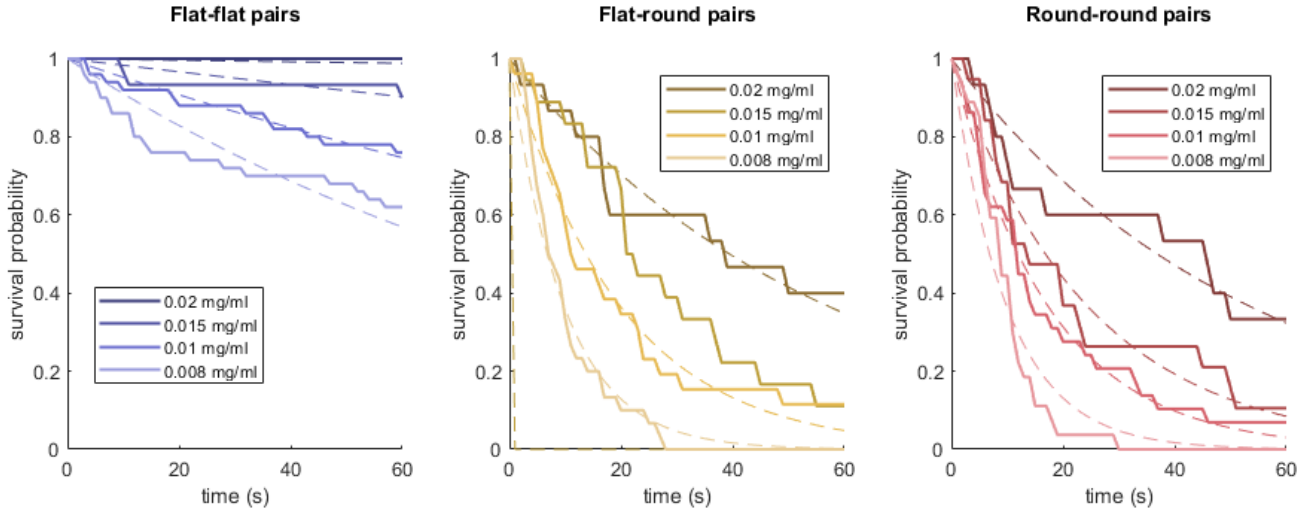 Flat-flat pairs
1
0.8
0.6
0.4
0.2
0
survival probability
0.02 mg/ml
0.015 mg/ml
0.01 mg/ml
0.008 mg/ml
0
20
40
60
time (s)
Flat-round pairs
1
0.8
0.6
0.4
0.2
0
survival probability
0.02 mg/ml
0.015 mg/ml
0.01 mg/ml
0.008 mg/ml
0
20
40
60
time (s)
Round-round pairs
1
0.8
0.6
0.4
0.2
0
survival probability
0.02 mg/ml
0.015 mg/ml
0.01 mg/ml
0.008 mg/ml
0
20
40
60
time (s)